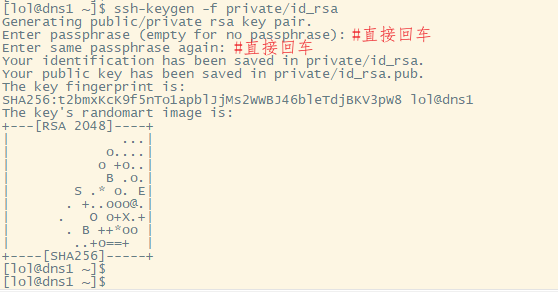 [lol@dns1 ~]$ ssh-keygen -f private/id_rsa
Generating public/private rsa key pair.
Enter passphrase (empty for no passphrase): #直接回车
Enter same passphrase again: #直接回车
Your identification has been saved in private/id_rsa.
Your public key has been saved in private/id_rsa.pub.
The key fingerprint is:
SHA256:t2bmxKcK9f5nTo1apblJjMs2WWBJ46bleTdjBKV3pW8 lol@dns1
The key's randomart image is:
+---[RSA 2048]----+
|              ...|
|            o....|
|           o +o..|
|            B .o.|
|        S .* o. E|
|       . +..ooo@.|
|      .   O o+X.+|
|       . B ++*oo |
|        ..+o==+  |
+----[SHA256]-----+
[lol@dns1 ~]$
[lol@dns1 ~]$